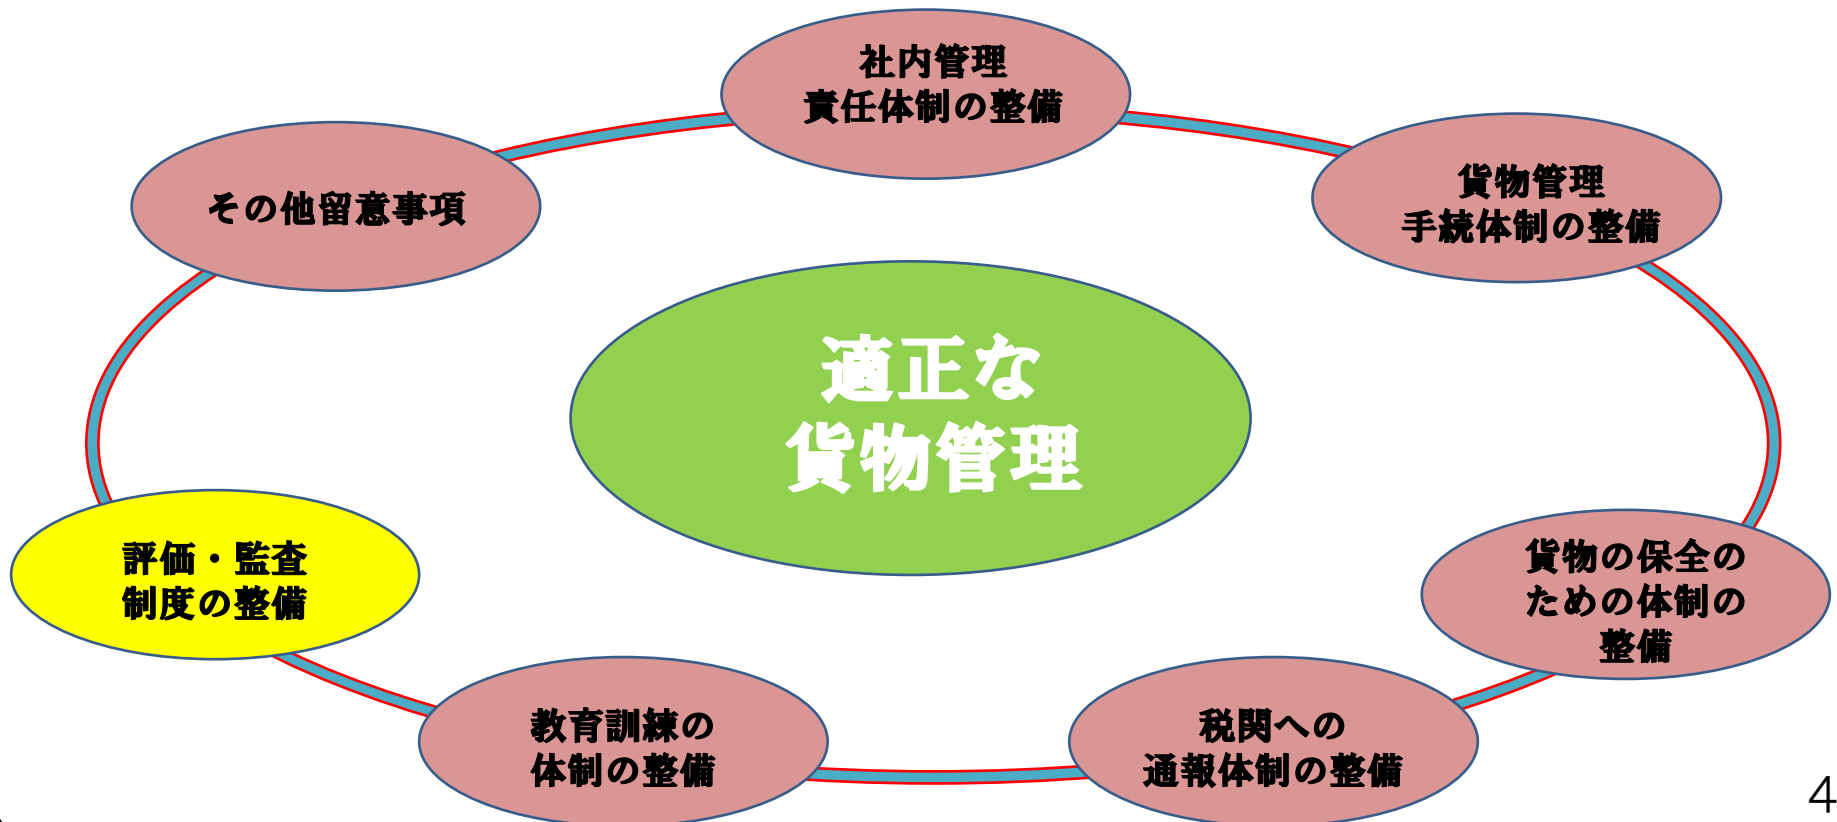 社内管理
責任体制の整備
貨物管理
手続体制の整備
その他留意事項
適正な
貨物管理
評価・監査
制度の整備
貨物の保全の
ための体制の
整備
教育訓練の
体制の整備
税関への
通報体制の整備
4